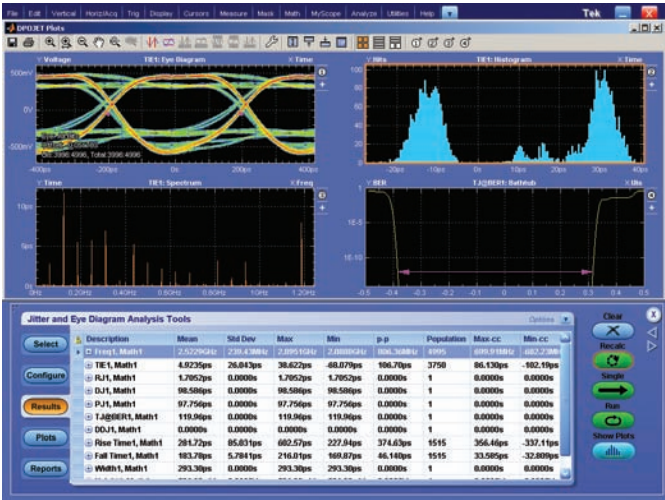 File Edit Vertical Horiz/Acq Trig Display Cursors Measure Mask Math MyScope Analyze Utilities Help Tek
DPOJET Plots
Y:Voltage TIE1: Eye Diagram X:Time
500mV
0V
-500mV
-400ps -200ps 0s 200ps 400ps
Y:Hits TIE1: Histogram X:Time
100
80
60
40
20
0
-20ps -10ps 0s 10ps 20ps 30ps 40ps
Y:Time TIE1: Spectrum X:Freq
10ps
5ps
0s
0Hz 0.20GHz 0.40GHz 0.60GHz 0.80GHz 1.0GHz 1.20GHz
Y:BER TJ@BER1: Bathtub X:UIs
1
1E-5
1E-10
-0.5 -0.4 -0.3 -0.2 -0.1 0 0.1 0.2 0.3 0.4 0.5
Jitter and Eye Diagram Analysis Tools
Options
Clear
X
Select
Configure
Results
Plots
Reports
Description Mean Std Dev Max Min p-p Population Max-cc Min-cc
Freq1, Math1 239.43MHz 806.36MHz 4995
TIE1, Math1 4.9235ps 26.043ps 38.622ps -68.079ps 106.70ps 3750 86.130ps -102.19ps
RJ1, Math1 1.7052ps 0.0000s 1.7052ps 1.7052ps 0.0000s 1 0.0000s 0.0000s
DJ1, Math1 98.586ps 0.0000s 98.586ps 98.586ps 0.0000s 1 0.0000s 0.0000s
PJ1, Math1 97.756ps 0.0000s 97.756ps 97.756ps 0.0000s 1 0.0000s 0.0000s
TJ@BER1, Math1 119.96ps 0.0000s 119.96ps 119.96ps 0.0000s 1 0.0000s 0.0000s
DDJ1, Math1 0.0000s 0.0000s 0.0000s 0.0000s 0.0000s 1 0.0000s 0.0000s
Rise Time1, Math1 281.72ps 85.031ps 602.57ps 227.94ps 374.63ps 1515 356.46ps -337.11ps
Fall Time1, Math1 183.78ps 5.7841ps 216.01ps 169.87ps 46.140ps 1515 33.585ps -32.809ps
Width1, Math1 293.30ps 0.0000s 293.30ps 293.30ps 0.0000s 1 0.0000s 0.0000s
Recalc
Single
Run
Show Plots